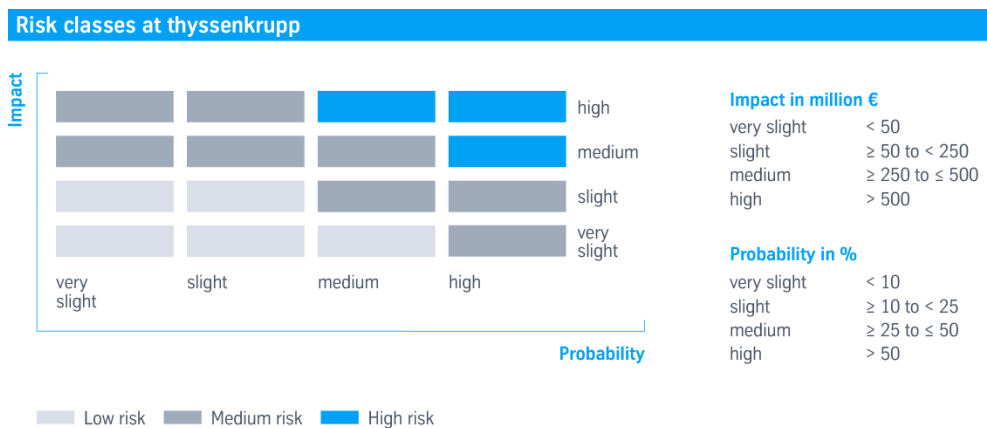 Risk classes at thyssenkrupp
Impact
high
medium
slight
very
slight
very
slight
slight
medium
high
Probability
Low risk
Medium risk
High risk
Impact in million €
very slight < 50
slight ≥ 50 to < 250
medium ≥ 250 to ≤ 500
high > 500
Probability in %
very slight < 10
slight ≥ 10 to < 25
medium ≥ 25 to ≤ 50
high > 50